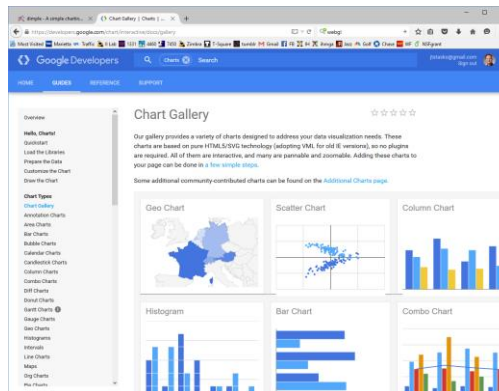 dimple - A simple chartin...
Chart Gallery | Charts | ...
https://developers.google.com/chart/interactive/docs/gallery
Most Visited
Google Developers
Charts
Search
Sign out
HOME GUIDES REFERENCE SUPPORT
Overview
Hello, Charts!
Quickstart
Load the Libraries
Prepare the Data
Customize the Chart
Draw the Chart
Chart Types
Chart Gallery
Annotation Charts
Area Charts
Bar Charts
Bubble Charts
Calendar Charts
Candlestick Charts
Column Charts
Combo Charts
Diff Charts
Donut Charts
Gantt Charts
Gauge Charts
Geo Charts
Histograms
Intervals
Line Charts
Maps
Org Charts
Pie Charts
Chart Gallery
Our gallery provides a variety of charts designed to address your data visualization needs. These
charts are based on pure HTML5/SVG technology (adopting VML for old IE versions), so no plugins
are required. All of them are interactive, and many are pannable and zoomable. Adding these charts to
your page can be done in a few simple steps.
Some additional community-contributed charts can be found on the Additional Charts page.
Geo Chart
Scatter Chart
Column Chart
Histogram
Bar Chart
Combo Chart